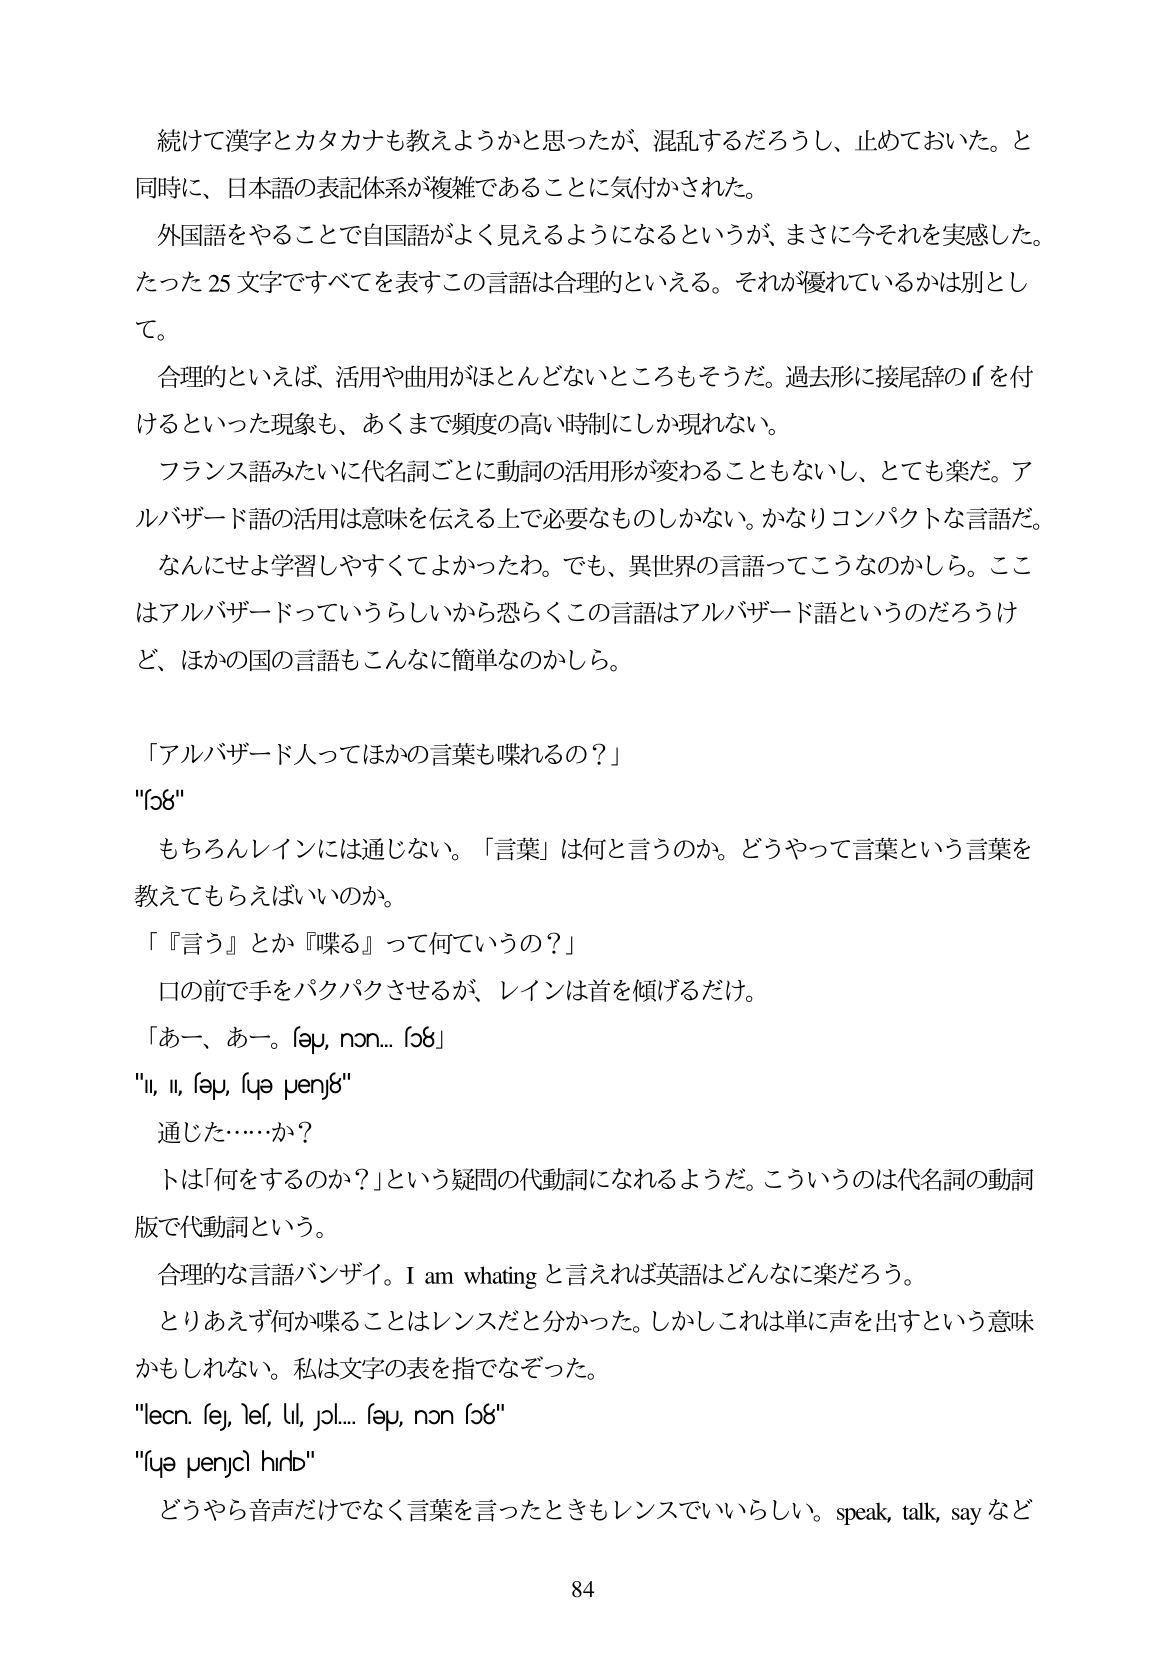 続けて漢字とカタカナも教えようかと思ったが、混乱するだろうし、止めておいた。と
同時に、日本語の表記体系が複雑であることに気付かされた。
外国語をやることで自国語がよく見えるようになるというが、まさに今それを実感した。
たった 25 文字ですべてを表すこの言語は合理的といえる。それが優れているかは別とし
て。
合理的といえば、活用や曲用がほとんどないところもそうだ。過去形に接尾辞の を付
けるといった現象も、あくまで頻度の高い時制にしか現れない。
フランス語みたいに代名詞ごとに動詞の活用形が変わることもないし、とても楽だ。ア
ルバザード語の活用は意味を伝える上で必要なものしかない。かなりコンパクトな言語だ。
なんにせよ学習しやすくてよかったわ。でも、異世界の言語ってこうなのかしら。ここ
はアルバザードっていうらしいから恐らくこの言語はアルバザード語というのだろうけ
ど、ほかの国の言語もこんなに簡単なのかしら。
「アルバザード人ってほかの言葉も喋れるの？」
もちろんレインには通じない。「言葉」は何と言うのか。どうやって言葉という言葉を
教えてもらえばいいのか。
「『言う』とか『喋る』って何ていうの？」
口の前で手をパクパクさせるが、レインは首を傾げるだけ。
「あー、あー。」
通じた……か？
トは「何をするのか？」という疑問の代動詞になれるようだ。こういうのは代名詞の動詞
版で代動詞という。
合理的な言語バンザイ。I am whating と言えれば英語はどんなに楽だろう。
とりあえず何か喋ることはレンスだと分かった。しかしこれは単に声を出すという意味
かもしれない。私は文字の表を指でなぞった。
どうやら音声だけでなく言葉を言ったときもレンスでいいらしい。speak, talk, say など
84